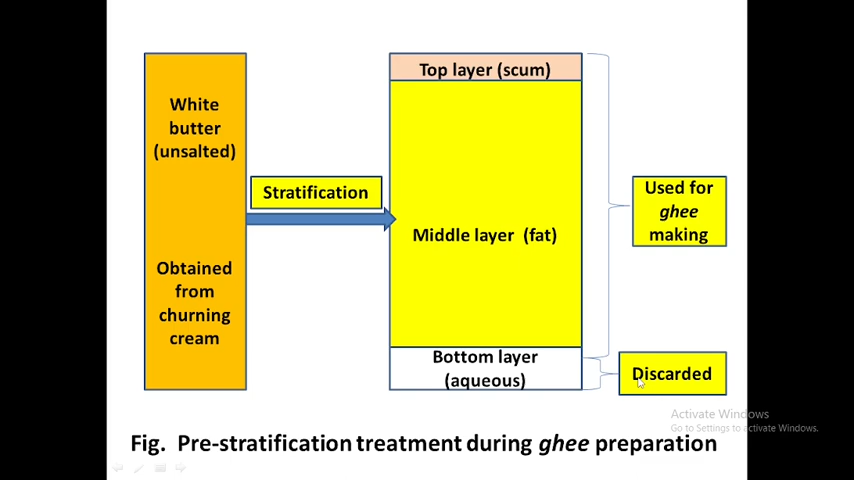 White
butter
(unsalted)
Obtained
from
churning
cream
Stratification
Top layer (scum)
Middle layer (fat)
Bottom layer
(aqueous)
Used for
ghee
making
Discarded
Activate Windows
Go to Settings to activate Windows.
Fig. Pre-stratification treatment during ghee preparation